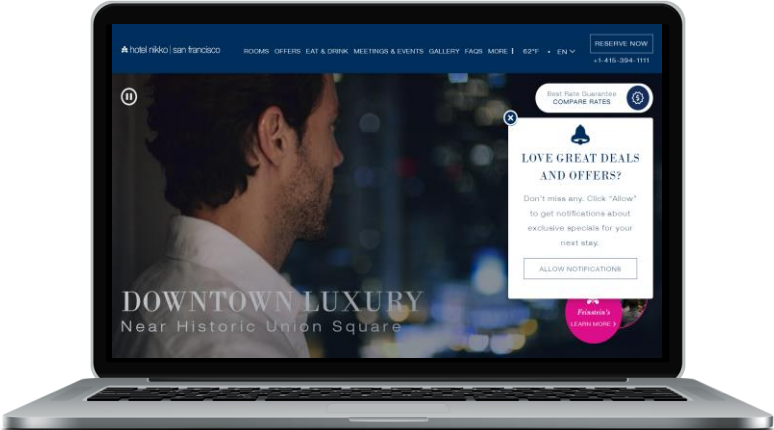 hotel nikko | san francisco
ROOMS OFFERS EAT & DRINK MEETINGS & EVENTS GALLERY FAQS MORE
62°F • EN
RESERVE NOW
+1-415-394-1111
Best Rate Guarantee
COMPARE RATES
LOVE GREAT DEALS
AND OFFERS?
Don't miss any. Click "Allow"
to get notifications about
exclusive specials for your
next stay.
ALLOW NOTIFICATIONS
DOWNTOWN LUXURY
Near Historic Union Square
Feinstein's
LEARN MORE >